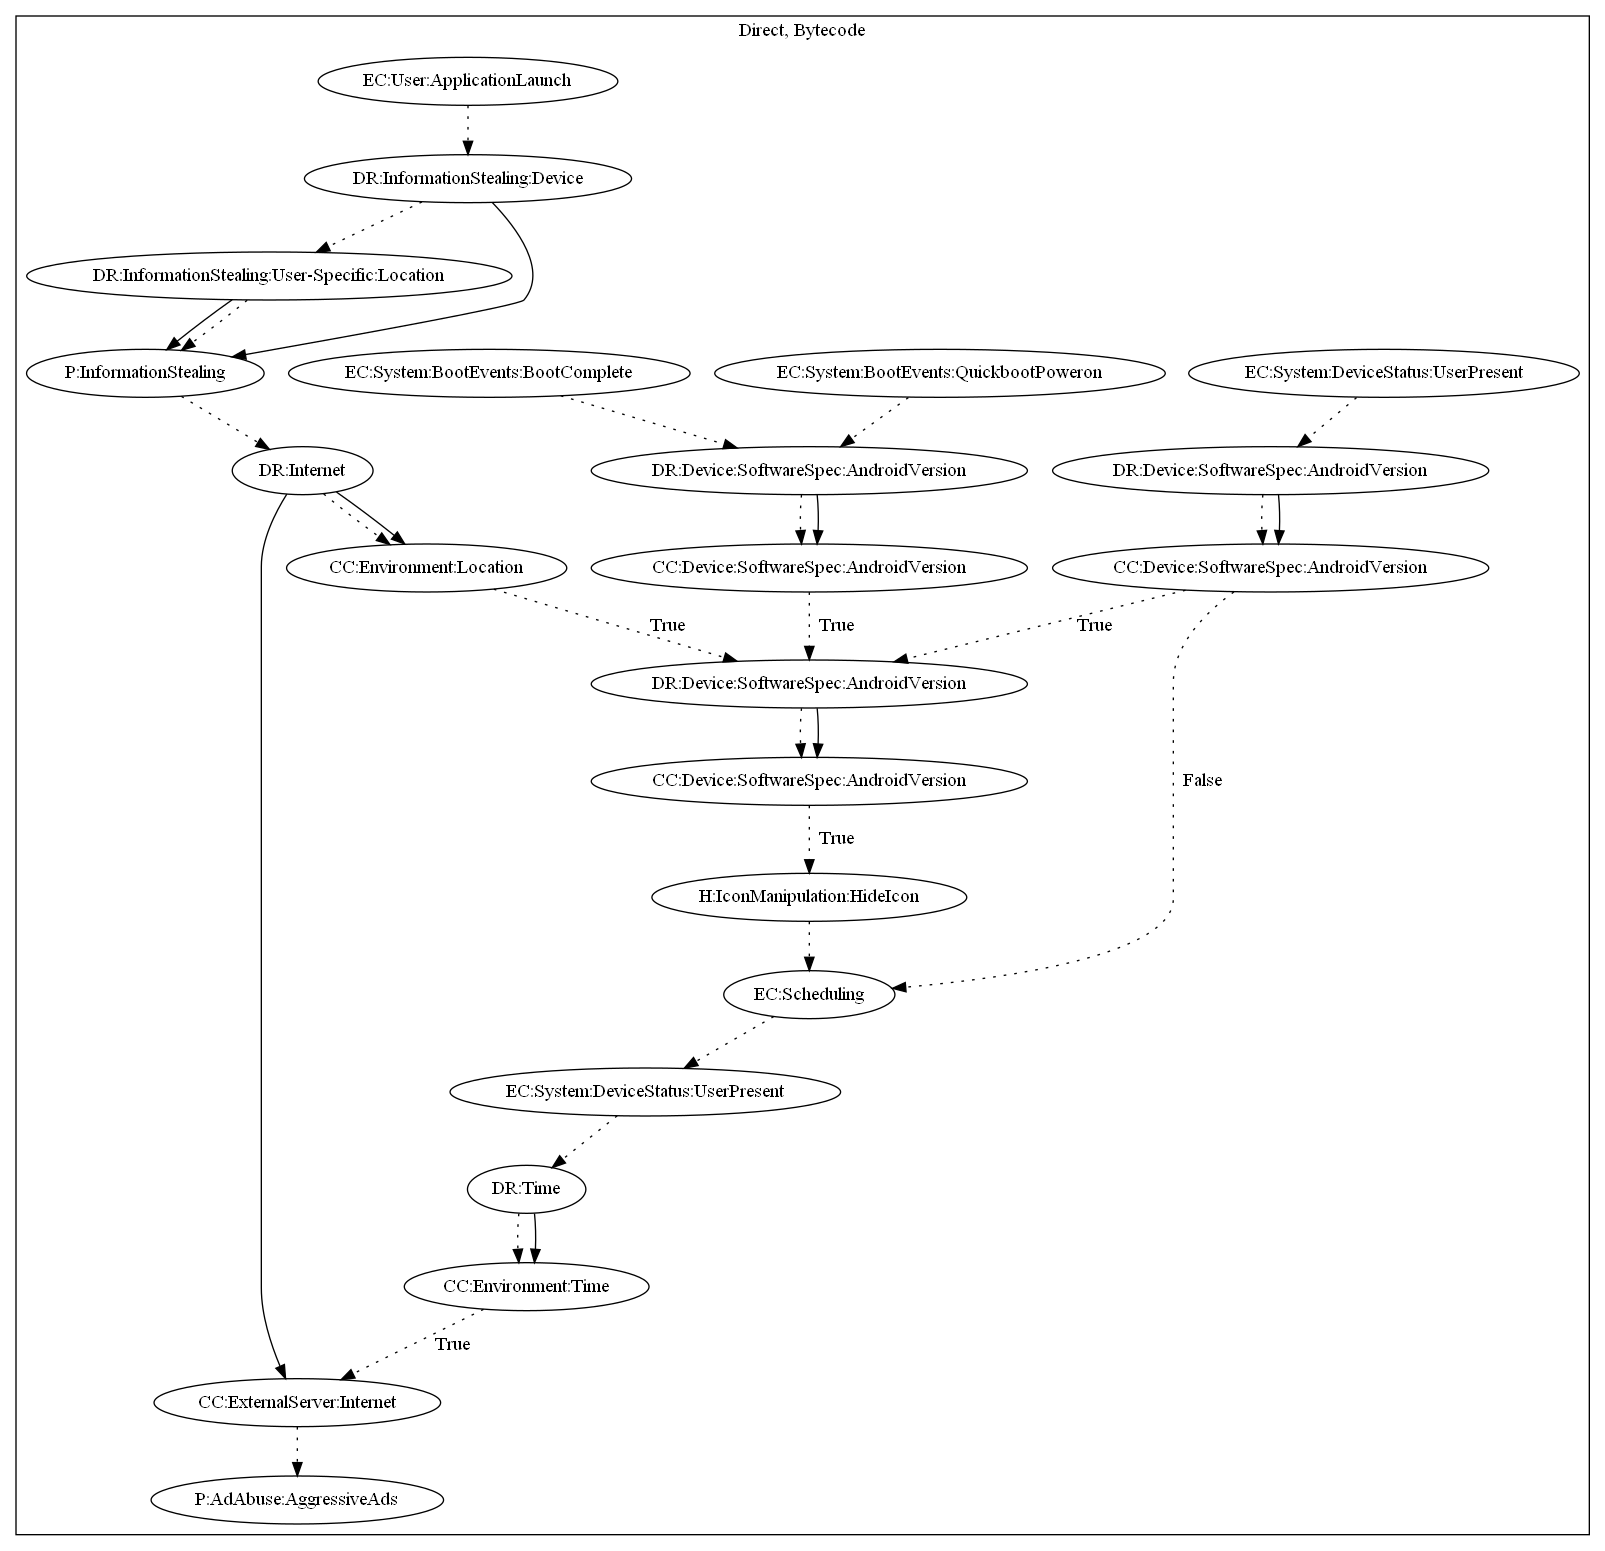 Direct, Bytecode
EC:User:ApplicationLaunch
DR:InformationStealing:Device
DR:InformationStealing:User-Specific:Location
P:InformationStealing
EC:System:BootEvents:BootComplete
EC:System:BootEvents:QuickbootPoweron
EC:System:DeviceStatus:UserPresent
DR:Internet
DR:Device:SoftwareSpec:AndroidVersion
DR:Device:SoftwareSpec:AndroidVersion
CC:Environment:Location
CC:Device:SoftwareSpec:AndroidVersion
CC:Device:SoftwareSpec:AndroidVersion
True
True
True
DR:Device:SoftwareSpec:AndroidVersion
CC:Device:SoftwareSpec:AndroidVersion
False
True
H:IconManipulation:HideIcon
EC:Scheduling
EC:System:DeviceStatus:UserPresent
DR:Time
CC:Environment:Time
True
CC:ExternalServer:Internet
P:AdAbuse:AggressiveAds